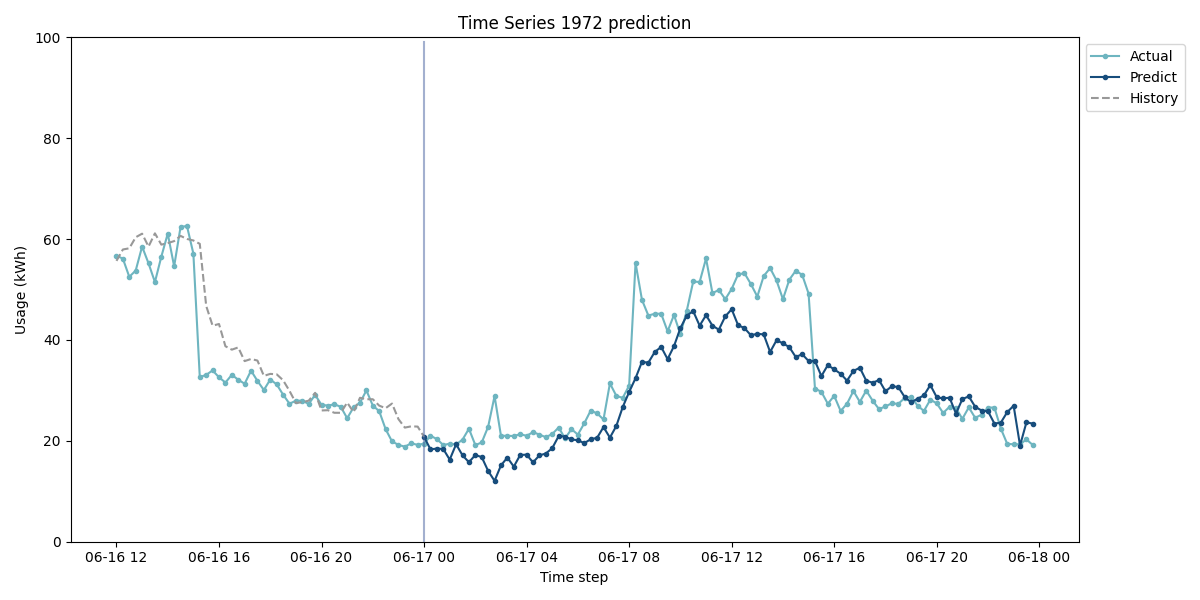 Time Series 1972 prediction
Usage (kWh)
100
80
60
40
20
0
06-16 12
06-16 16
06-16 20
06-17 00
06-17 04
06-17 08
06-17 12
06-17 16
06-17 20
06-18 00
Time step
Actual
Predict
History